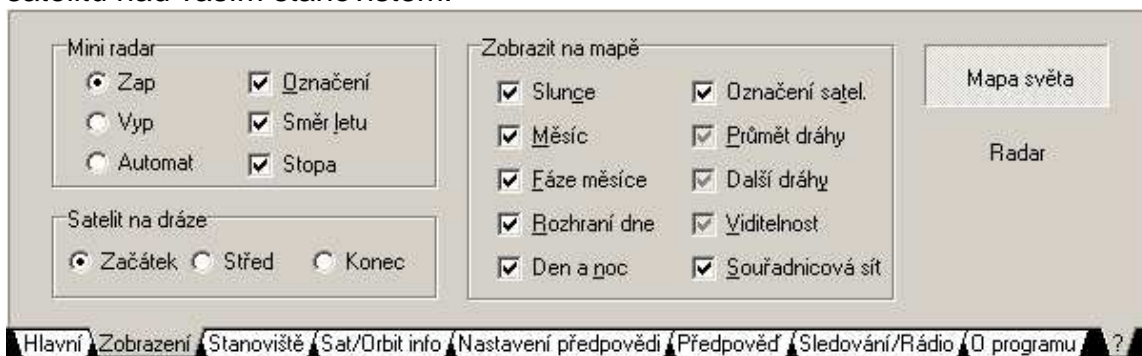 Mini radar
Zap
Označení
Vyp
Směr letu
Automat
Stopa
Satelit na dráze
Začátek
Střed
Konec
Zobrazit na mapě
Slunce
Označení satel.
Měsíc
Průmět dráhy
Fáze měsíce
Další dráhy
Rozhraní dne
Viditelnost
Den a noc
Souřadnicová sít
Mapa světa
Radar
Hlavní Zobrazení Stanoviště Sat/Orbit info Nastavení předpovědi Předpověď Sledování/Rádio O programu ?